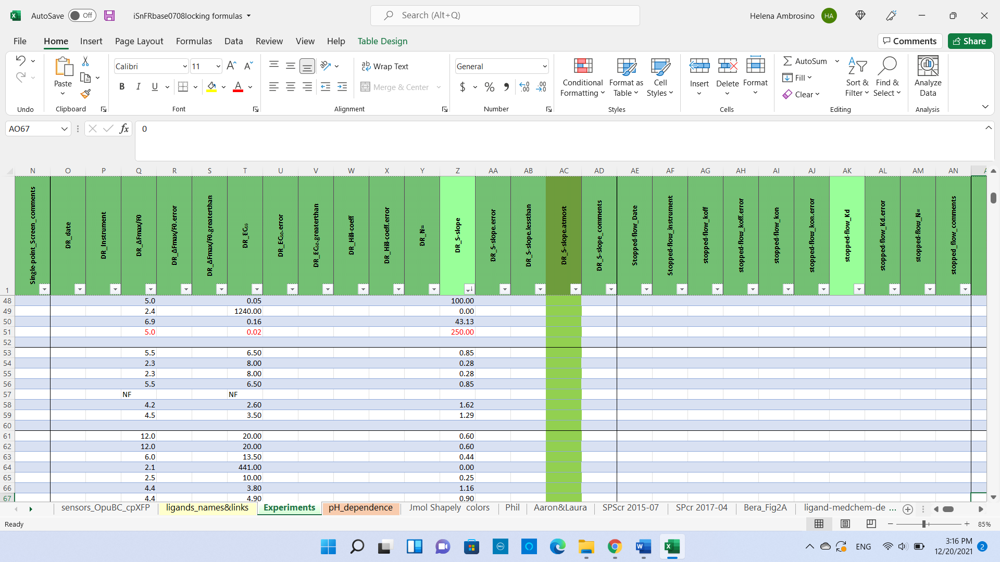 AutoSave Off iSnFRbase0708locking formulas Search (Alt+Q) Helena Ambrosino HA
File Home Insert Page Layout Formulas Data Review View Help Table Design Comments Share
Calibri 11 Wrap Text General AutoSum
Paste B I U Merge & Center $ % Conditional Formatting Format as Table Cell Styles Insert Delete Format Fill Clear Sort & Filter Find & Select Analyze Data
Undo Clipboard Font Alignment Number Styles Cells Editing Analysis
AO67 fx 0
N O P Q R S T U V W X Y Z AA AB AC AD AE AF AG AH AI AJ AK AL AM AN
1
Single-point_Screen_comments
DR_date
DR_Instrument
DR_ΔFmax/F0
DR_ΔFmax/F0.error
DR_ΔFmax/F0.greaterthan
DR_EC₅₀
DR_EC₅₀.error
DR_EC₅₀.greaterthan
DR_Hill-coeff
DR_Hill-coeff.error
DR_N=
DR_S-slope
DR_S-slope.error
DR_S-slope.lessthan
DR_S-slope.atmost
DR_S-slope_comments
Stopped-flow_Date
Stopped-flow_instrument
stopped-flow_koff
stopped-flow_koff.error
stopped-flow_kon
stopped-flow_kon.error
stopped-flow_Kd
stopped-flow_Kd.error
stopped-flow_N=
stopped_flow_comments
48 5.0 0.05 100.00
49 2.4 1240.00 0.00
50 6.9 0.16 43.13
51 5.0 0.02 250.00
52
53 5.5 6.50 0.85
54 2.3 8.00 0.28
55 2.3 8.00 0.28
56 5.5 6.50 0.85
57 NF NF
58 4.2 2.60 1.62
59 4.5 3.50 1.29
60
61 12.0 20.00 0.60
62 12.0 20.00 0.60
63 6.0 13.50 0.44
64 2.1 441.00 0.00
65 2.5 10.00 0.25
66 4.4 3.80 1.16
67 4.4 4.90 0.90
sensors_OpuBC_cpXFP ligands_names&links Experiments pH_dependence Jmol Shapely colors Phil Aaron&Laura SPScr 2015-07 SPcr 2017-04 Bera_Fig2A ligand-medchem-de ...
Ready 85%
ENG 3:16 PM
12/20/2021 2